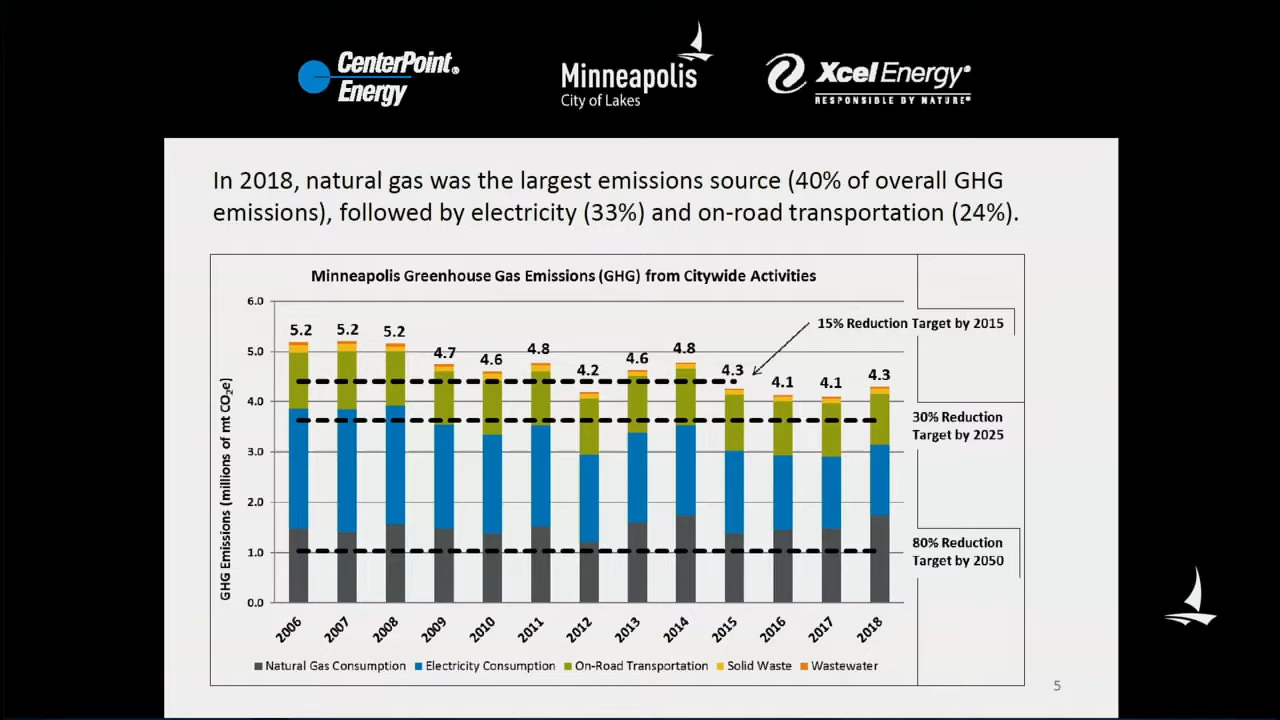 CenterPoint®
Energy
Minneapolis
City of Lakes
Xcel Energy®
RESPONSIBLE BY NATURE®
In 2018, natural gas was the largest emissions source (40% of overall GHG
emissions), followed by electricity (33%) and on-road transportation (24%).
Minneapolis Greenhouse Gas Emissions (GHG) from Citywide Activities
GHG Emissions (millions of mt CO₂e)
6.0
5.0
4.0
3.0
2.0
1.0
0.0
5.2
5.2
5.2
4.7
4.6
4.8
4.2
4.6
4.8
4.3
4.1
4.1
4.3
15% Reduction Target by 2015
30% Reduction
Target by 2025
80% Reduction
Target by 2050
2006
2007
2008
2009
2010
2011
2012
2013
2014
2015
2016
2017
2018
Natural Gas Consumption
Electricity Consumption
On-Road Transportation
Solid Waste
Wastewater
5